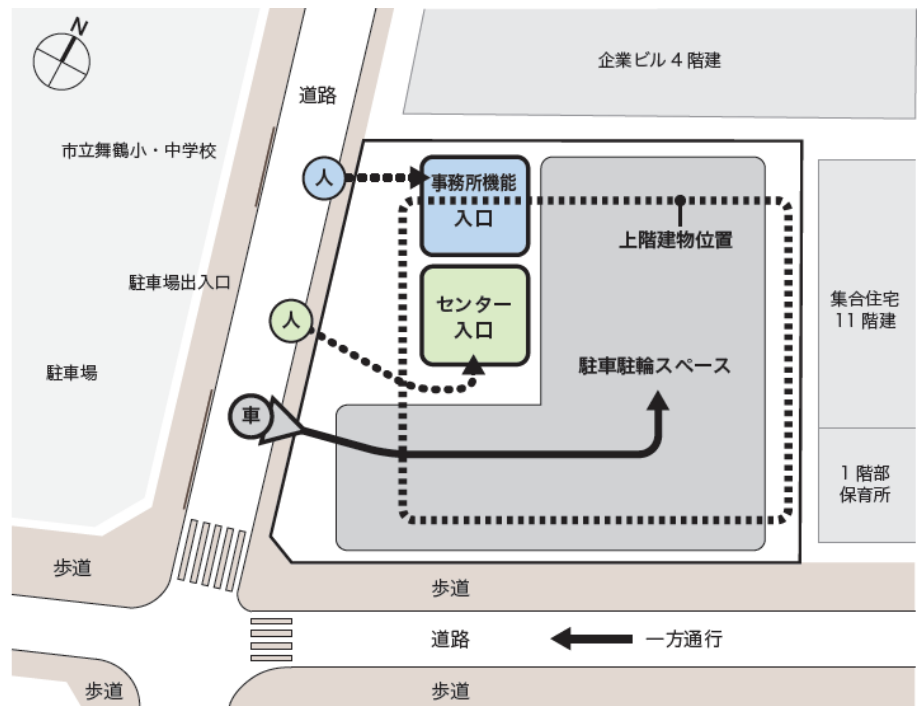 N
企業ビル4階建
道路
市立舞鶴小・中学校
人
事務所機能
入口
上階建物位置
駐車場出入口
センター
入口
人
集合住宅
11階建
駐車場
駐車駐輪スペース
車
1階部
保育所
歩道
歩道
道路
一方通行
歩道
歩道